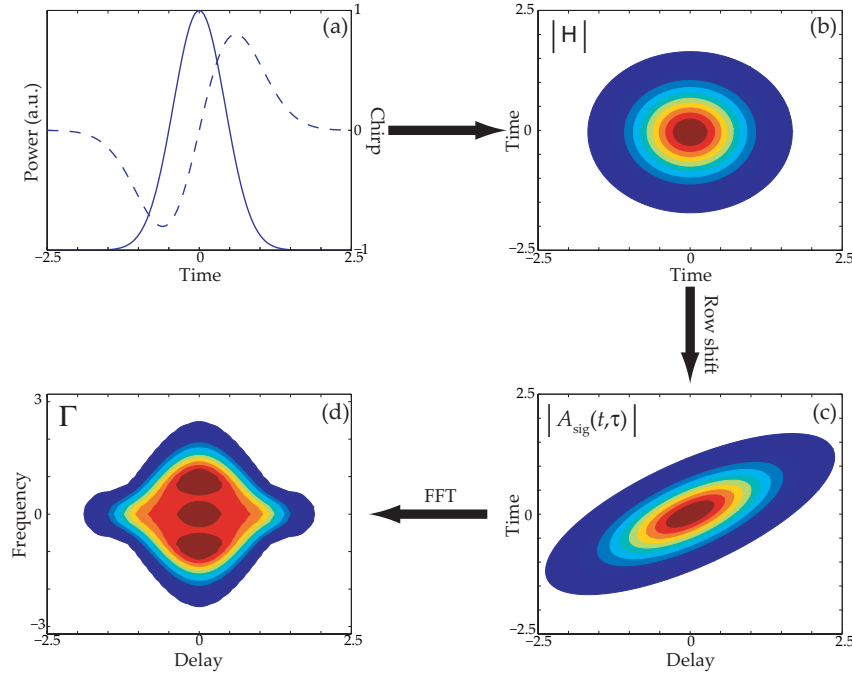 (a)
1
0
−1
Power (a.u.)
Chirp
−2.5 0 2.5
Time
(b)
|H|
2.5
0
−2.5
Time
−2.5 0 2.5
Time
Row shift
(d)
Γ
3
0
−3
Frequency
−2.5 0 2.5
Delay
FFT
(c)
|A_sig(t,τ)|
2.5
0
−2.5
Time
−2.5 0 2.5
Delay